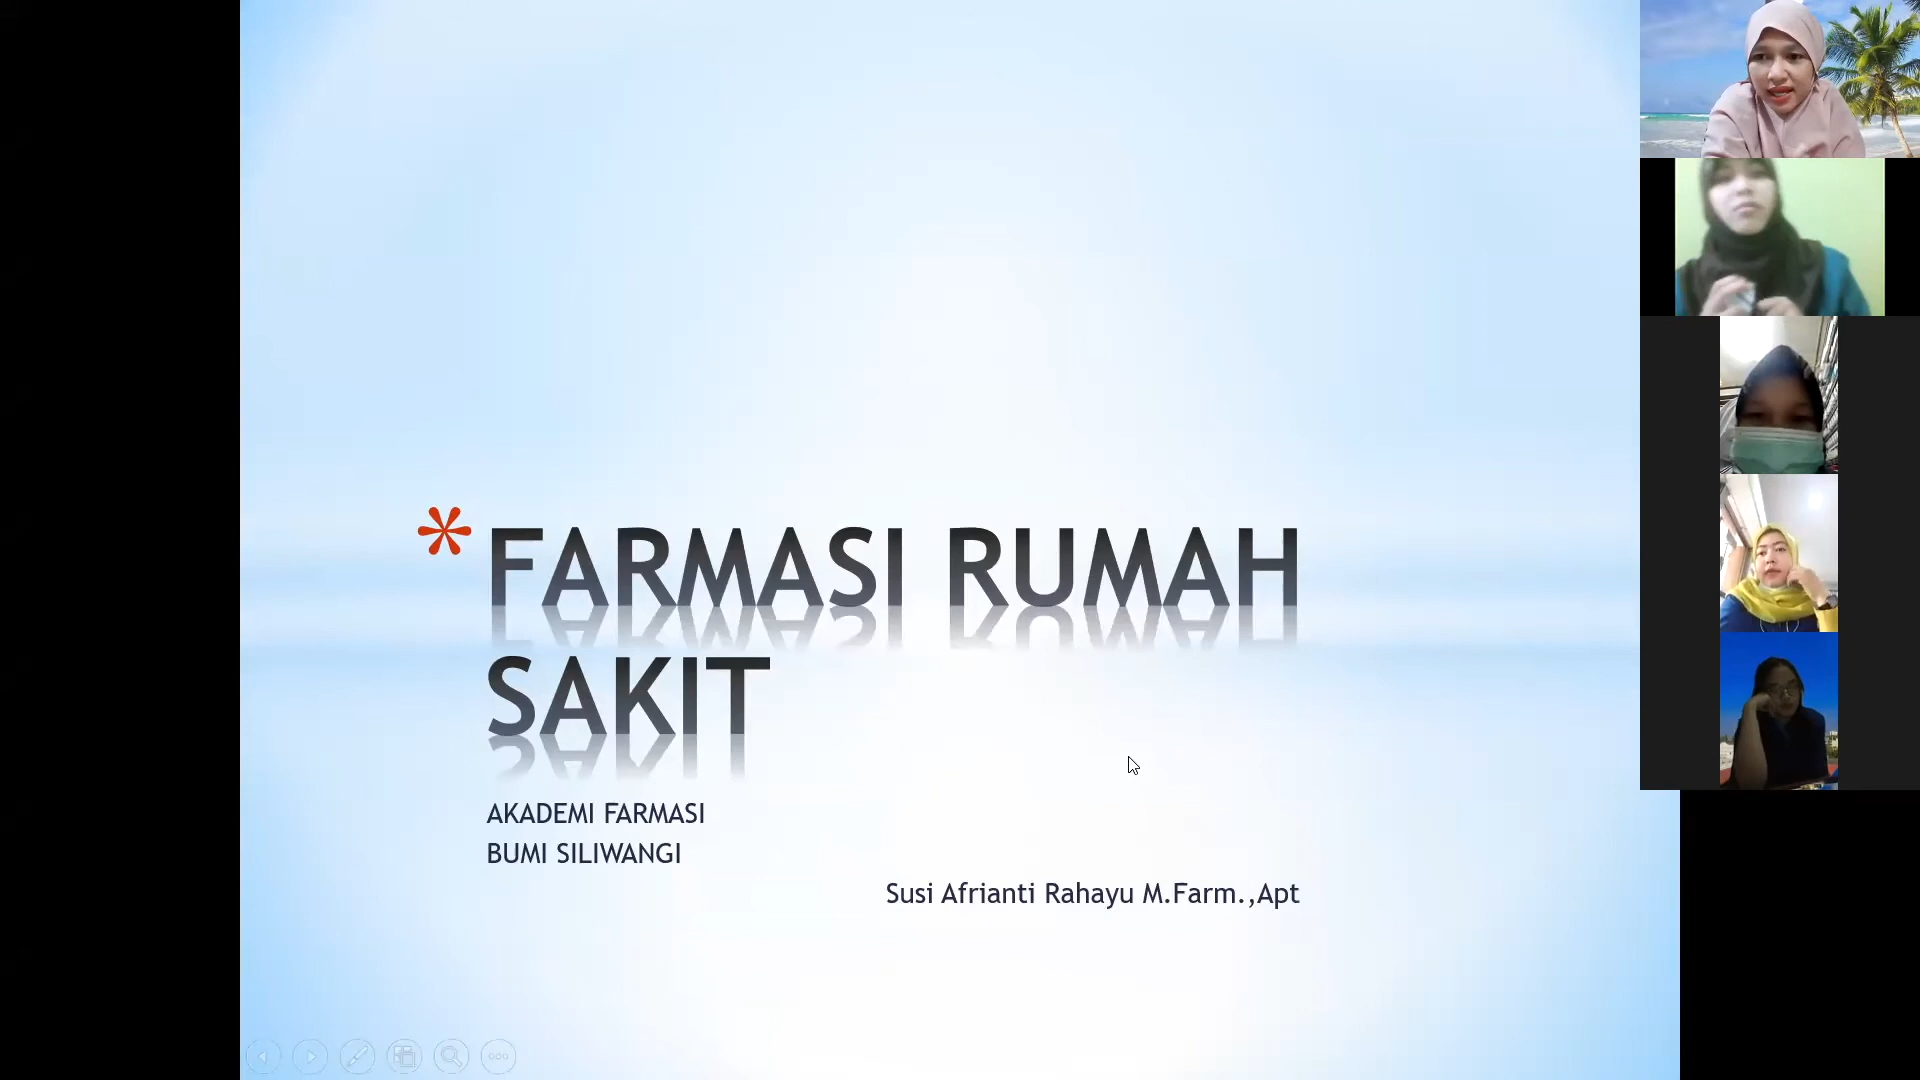 * FARMASI RUMAH
SAKIT
AKADEMI FARMASI
BUMI SILIWANGI
Susi Afrianti Rahayu M.Farm.,Apt